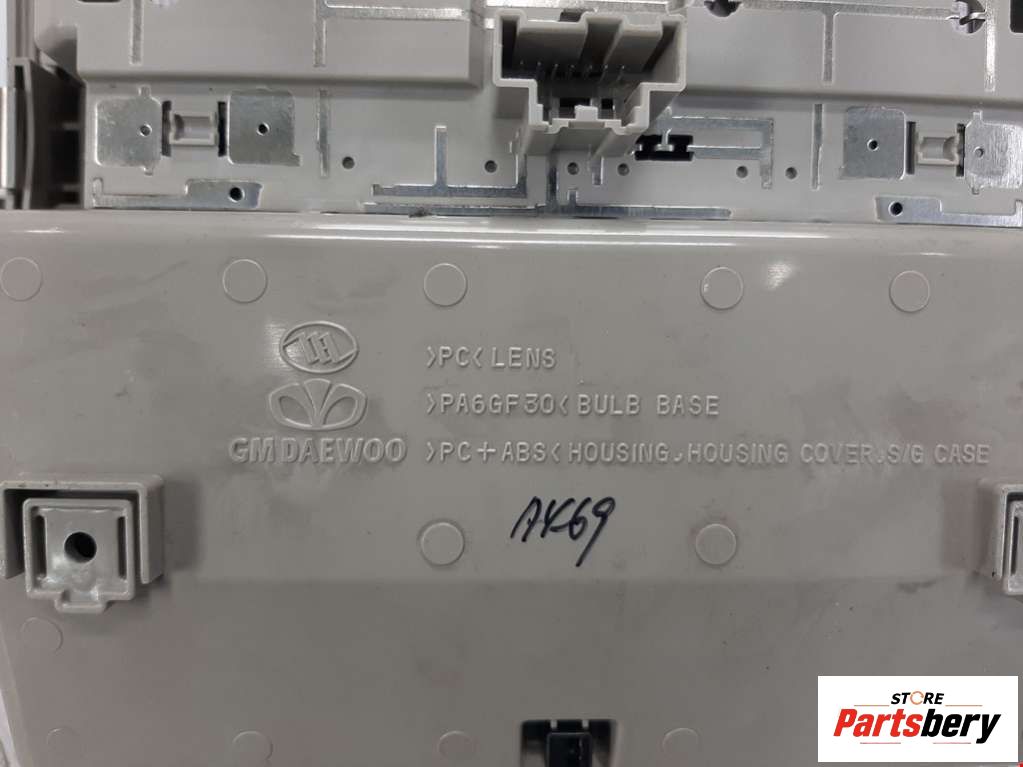 >PC< LENS
>PA6GF30< BULB BASE
GM DAEWOO >PC+ABS< HOUSING, HOUSING COVER, S/G CASE
AK69
STORE
Partsbery